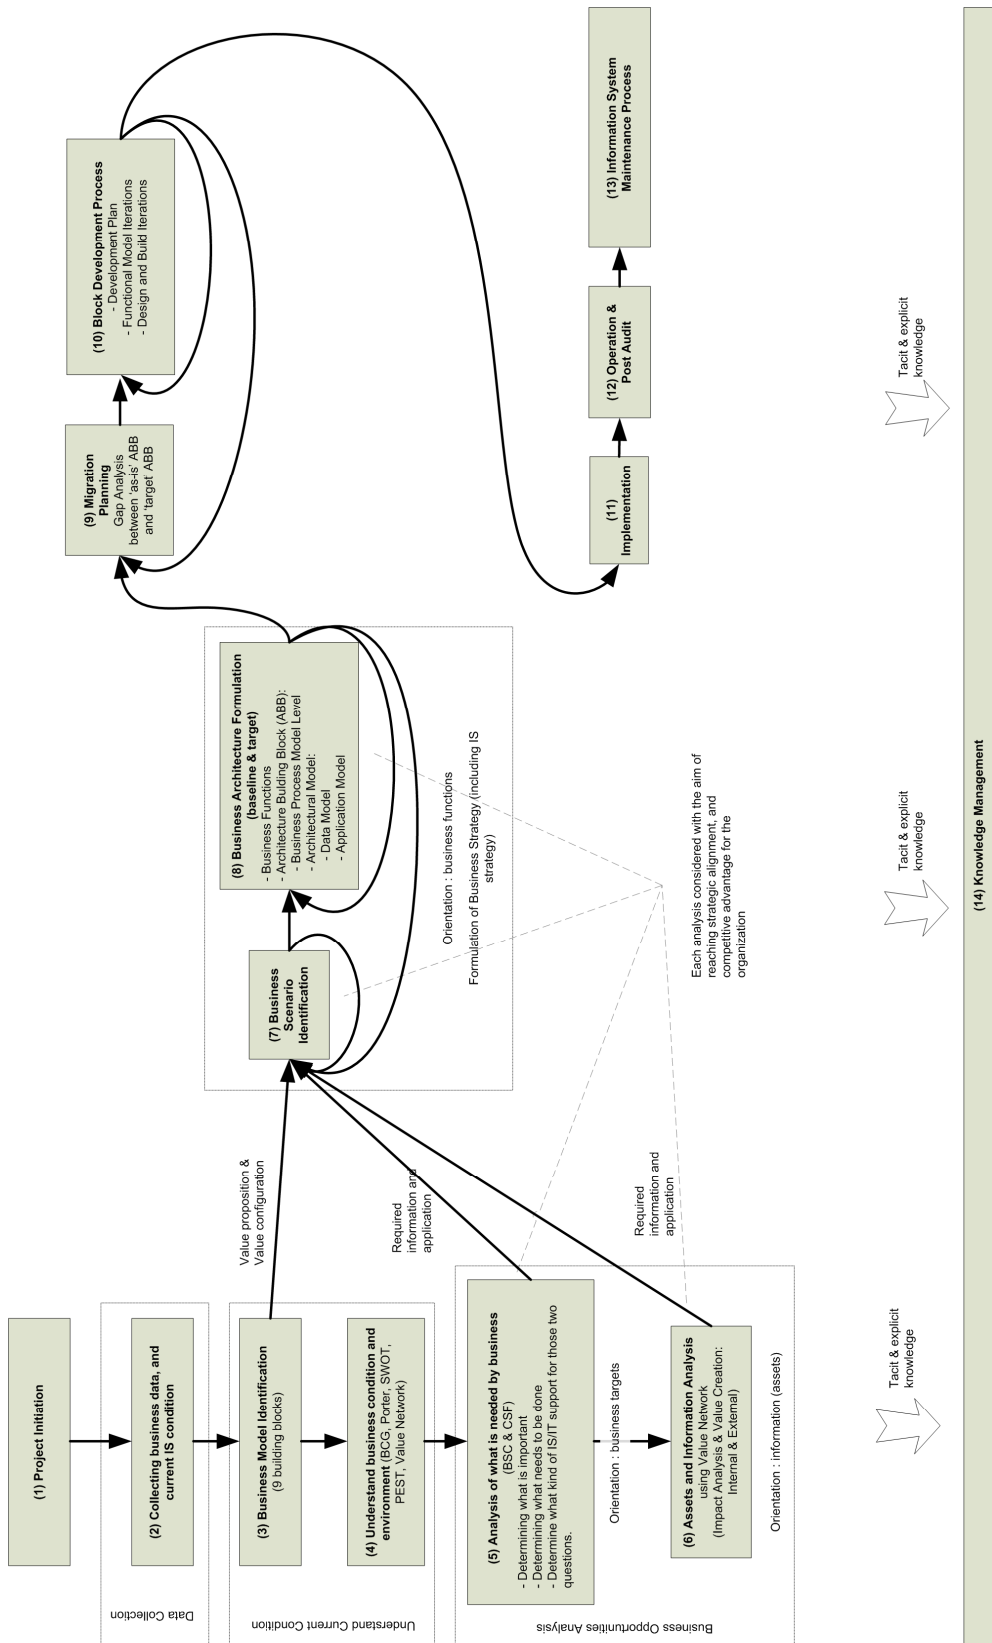 (1) Project Initiation
(2) Collecting business data, and
current IS condition
Data Collection
(3) Business Model Identification
(9 building blocks)
(4) Understand business condition and
environment (BCG, Porter, SWOT,
PEST, Value Network)
Understand Current Condition
(5) Analysis of what is needed by business
(BSC & CSF)
- Determining what is important
- Determining what needs to be done
- Determine what kind of IS/IT support for those two
questions.
Orientation : business targets
(6) Assets and Information Analysis
using Value Network
(Impact Analysis & Value Creation:
Internal & External)
Orientation : information (assets)
Business Opportunities Analysis
Value proposition &
Value configuration
Required
information and
application
Required
information and
application
(7) Business
Scenario
Identification
(8) Business Architecture Formulation
(baseline & target)
- Business Functions
- Architecture Bulding Block (ABB):
- Business Process Model Level
- Architectural Model:
- Data Model
- Application Model
Orientation : business functions
Formulation of Business Strategy (including IS
strategy)
Each analysis considered with the aim of
reaching strategic alignment, and
competitive advantage for the
organization
(9) Migration
Planning
Gap Analysis
between 'as-is' ABB
and 'target' ABB
(10) Block Development Process
- Development Plan
- Functional Model Iterations
- Design and Build Iterations
(11)
Implementation
(12) Operation &
Post Audit
(13) Information System
Maintenance Process
Tacit & explicit
knowledge
Tacit & explicit
knowledge
Tacit & explicit
knowledge
(14) Knowledge Management